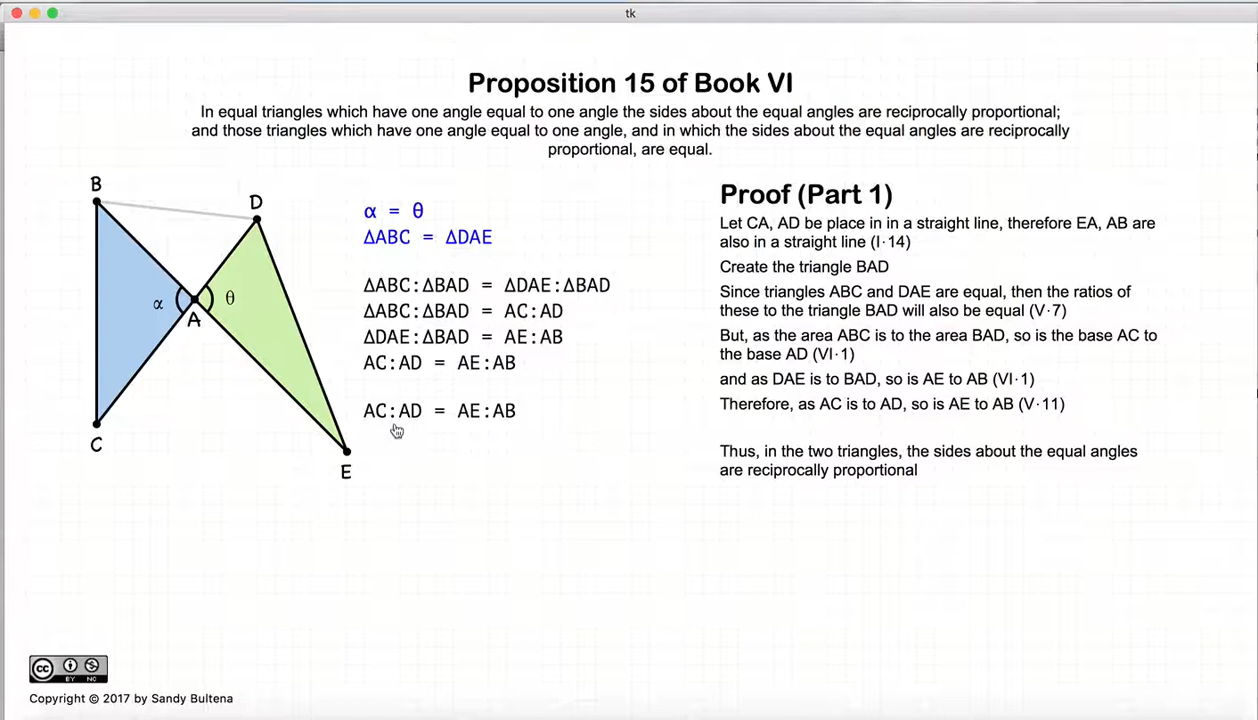 tk
Proposition 15 of Book VI
In equal triangles which have one angle equal to one angle the sides about the equal angles are reciprocally proportional;
and those triangles which have one angle equal to one angle, and in which the sides about the equal angles are reciprocally
proportional, are equal.
B
D
α
θ
A
C
E
α = θ
ΔABC = ΔDAE
ΔABC:ΔBAD = ΔDAE:ΔBAD
ΔABC:ΔBAD = AC:AD
ΔDAE:ΔBAD = AE:AB
AC:AD = AE:AB
AC:AD = AE:AB
Proof (Part 1)
Let CA, AD be place in in a straight line, therefore EA, AB are
also in a straight line (I·14)
Create the triangle BAD
Since triangles ABC and DAE are equal, then the ratios of
these to the triangle BAD will also be equal (V·7)
But, as the area ABC is to the area BAD, so is the base AC to
the base AD (VI·1)
and as DAE is to BAD, so is AE to AB (VI·1)
Therefore, as AC is to AD, so is AE to AB (V·11)
Thus, in the two triangles, the sides about the equal angles
are reciprocally proportional
cc
BY NC
Copyright © 2017 by Sandy Bultena